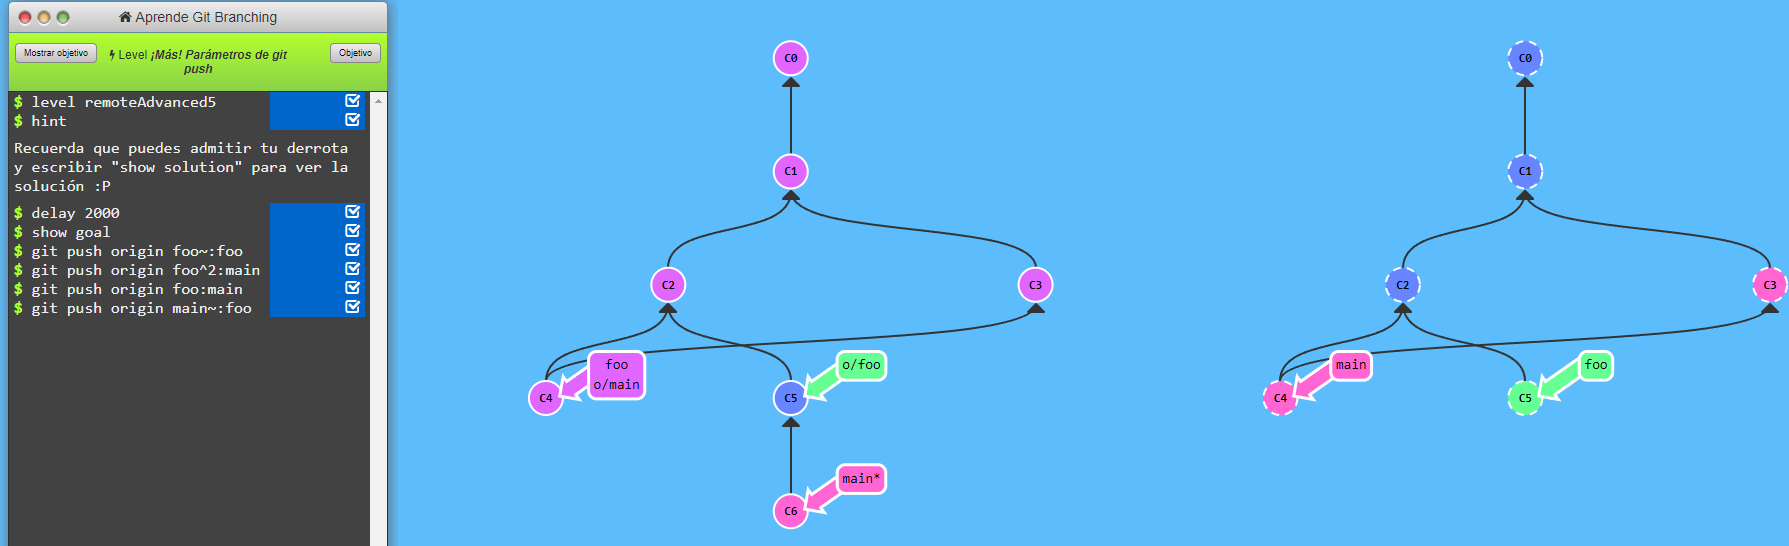 Aprende Git Branching
Mostrar objetivo
Level ¡Más! Parámetros de git
push
Objetivo
$ level remoteAdvanced5
$ hint
Recuerda que puedes admitir tu derrota
y escribir "show solution" para ver la
solución :P
$ delay 2000
$ show goal
$ git push origin foo~:foo
$ git push origin foo^2:main
$ git push origin foo:main
$ git push origin main~:foo
C0
C1
C2
C3
foo
o/main
C4
o/foo
C5
main*
C6
C0
C1
C2
C3
main
C4
foo
C5